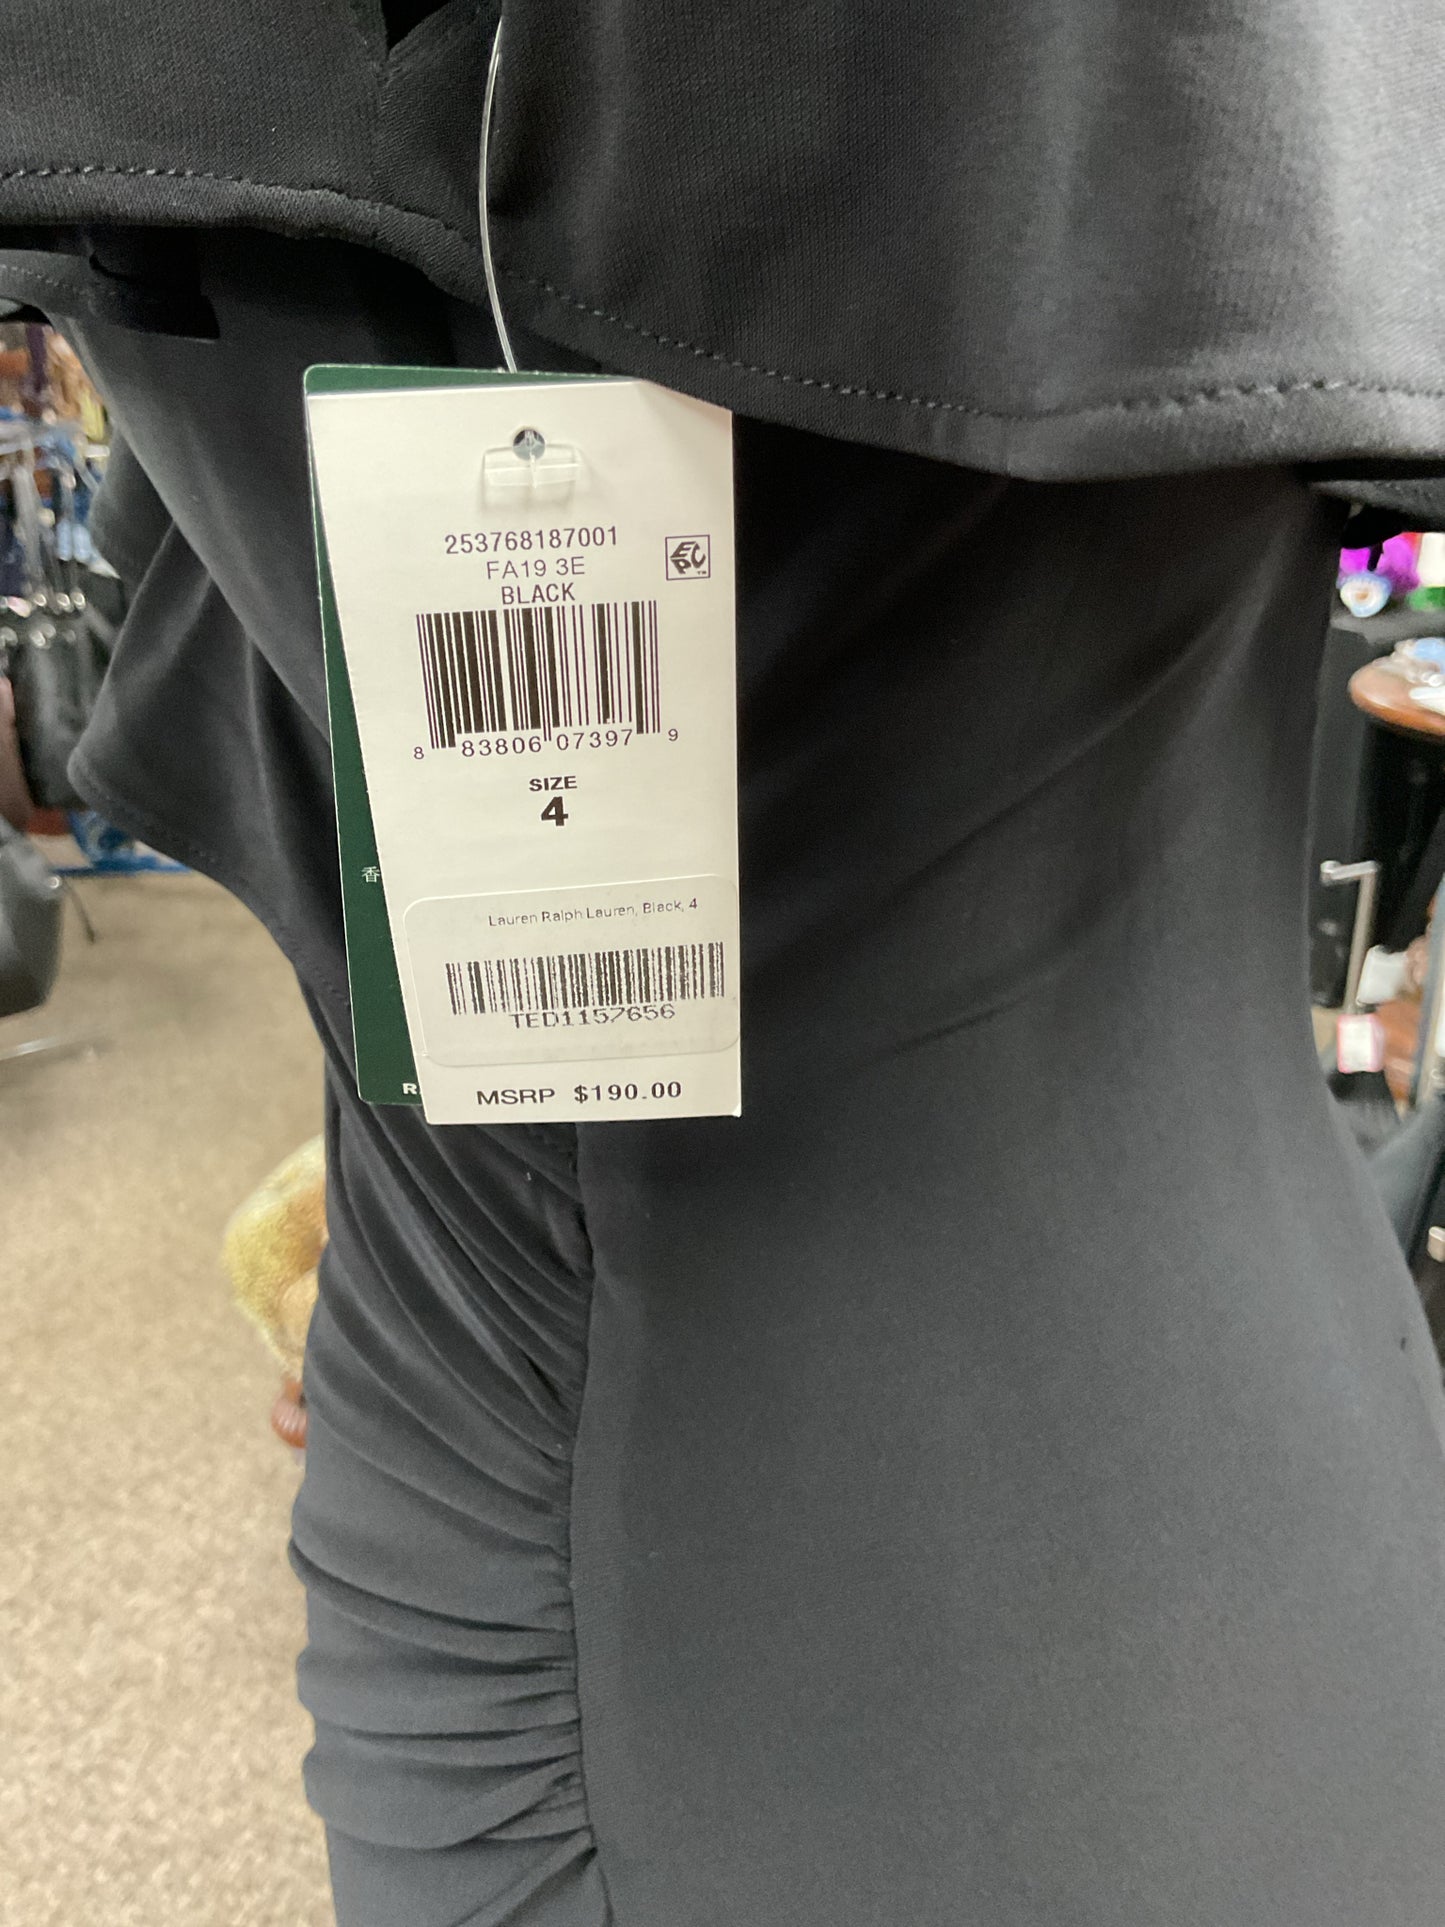 253768187001
FA19 3E
BLACK
EPC
8 83806 07397 9
SIZE
4
香
Lauren Ralph Lauren, Black, 4
TED1157656
R
MSRP $190.00